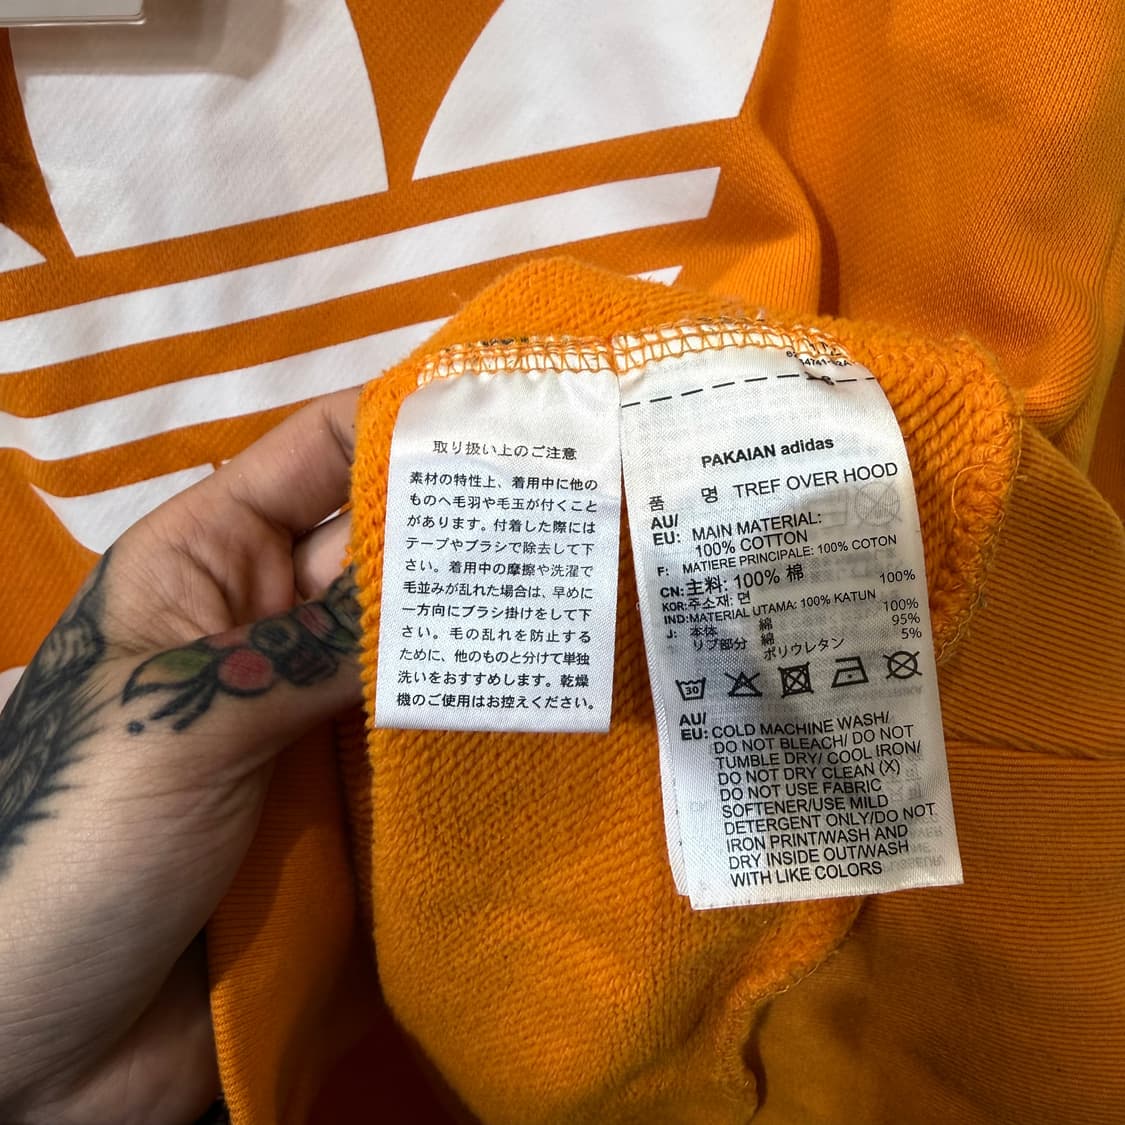 取り扱い上のご注意
素材の特性上、着用中に他の
ものへ毛羽や毛玉が付くこと
があります。付着した際には
テープやブラシで除去して下
さい。着用中の摩擦や洗濯で
毛並みが乱れた場合は、早めに
一方向にブラシ掛けをして下
さい。毛の乱れを防止する
ために、他のものと分けて単独
洗いをおすすめします。乾燥
機のご使用はお控えください。
PAKAIAN adidas
품 명 TREF OVER HOOD
AU/
EU: MAIN MATERIAL:
100% COTTON
F: MATIERE PRINCIPALE: 100% COTON
CN: 主料: 100% 棉
KOR: 주소재: 면 100%
IND: MATERIAL UTAMA: 100% KATUN
J: 本体 綿 100%
リブ部分 綿 95%
ポリウレタン 5%
30
AU/
EU: COLD MACHINE WASH/
DO NOT BLEACH/ DO NOT
TUMBLE DRY/ COOL IRON/
DO NOT DRY CLEAN (X)
DO NOT USE FABRIC
SOFTENER/USE MILD
DETERGENT ONLY/DO NOT
IRON PRINT/WASH AND
DRY INSIDE OUT/WASH
WITH LIKE COLORS